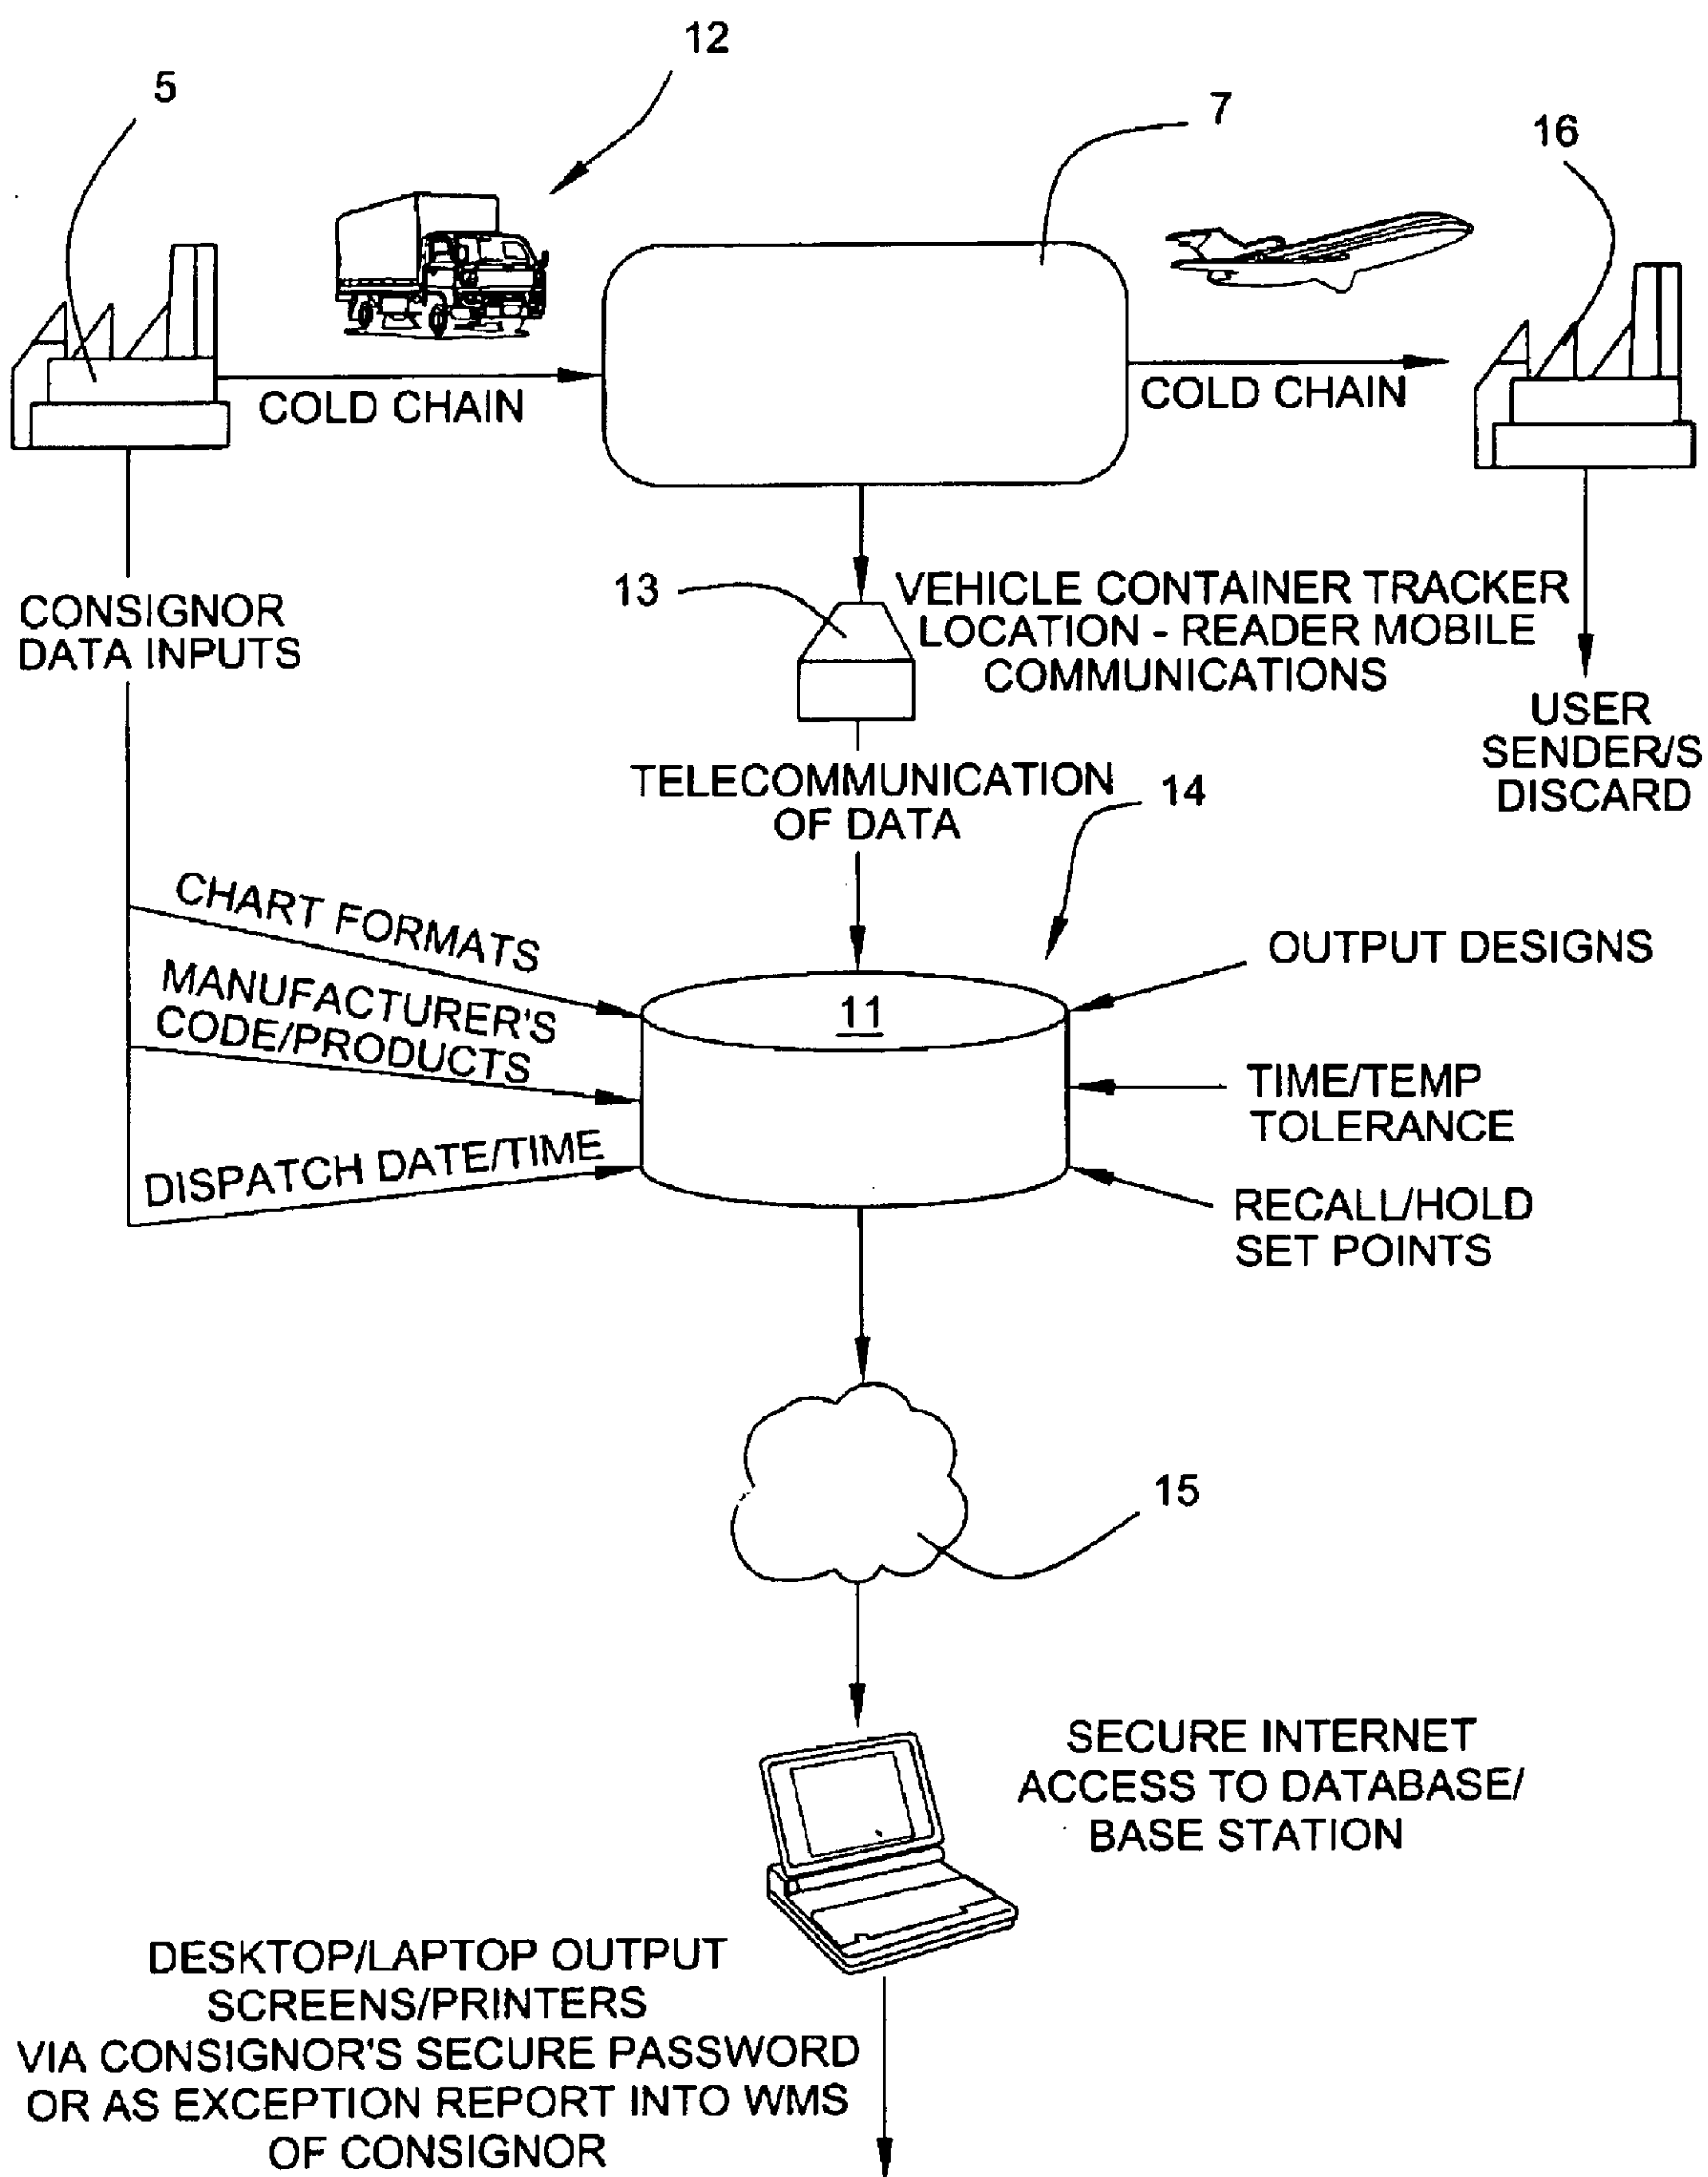 12
5
7
16
COLD CHAIN
COLD CHAIN
CONSIGNOR
DATA INPUTS
13
VEHICLE CONTAINER TRACKER
LOCATION - READER MOBILE
COMMUNICATIONS
USER
SENDER/S
DISCARD
TELECOMMUNICATION
OF DATA
14
CHART FORMATS
MANUFACTURER'S
CODE/PRODUCTS
DISPATCH DATE/TIME
11
OUTPUT DESIGNS
TIME/TEMP
TOLERANCE
RECALL/HOLD
SET POINTS
15
SECURE INTERNET
ACCESS TO DATABASE/
BASE STATION
DESKTOP/LAPTOP OUTPUT
SCREENS/PRINTERS
VIA CONSIGNOR'S SECURE PASSWORD
OR AS EXCEPTION REPORT INTO WMS
OF CONSIGNOR